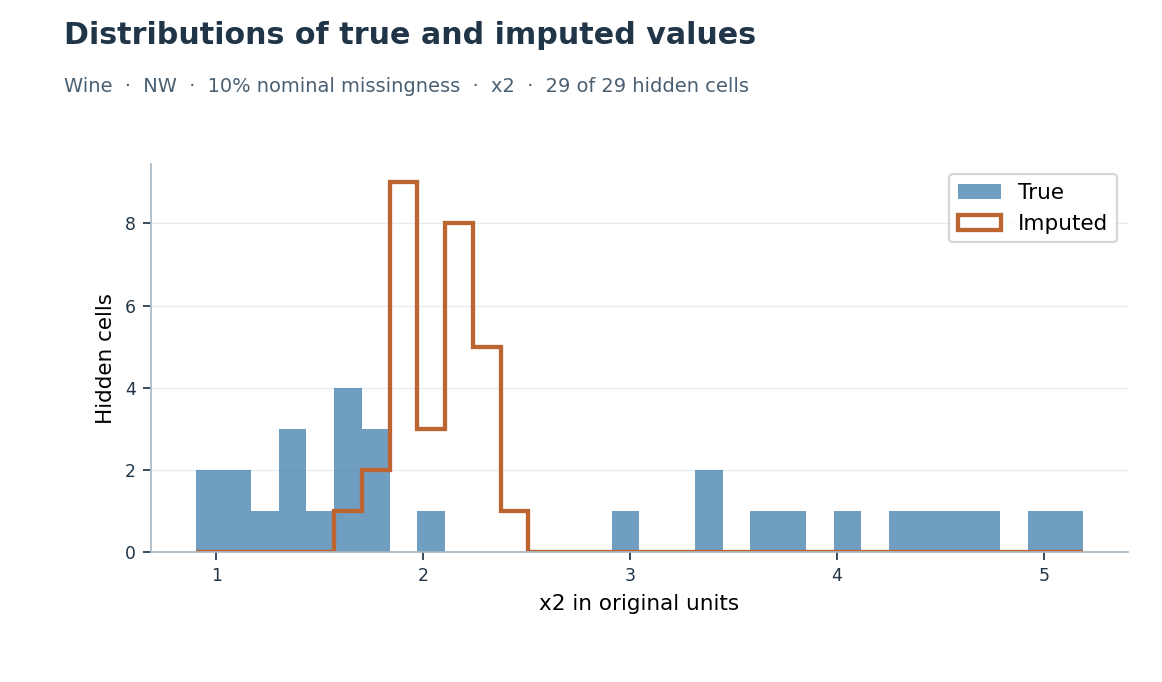 Distributions of true and imputed values
Wine · NW · 10% nominal missingness · x2 · 29 of 29 hidden cells
True
Imputed
Hidden cells
8
6
4
2
0
1
2
3
4
5
x2 in original units